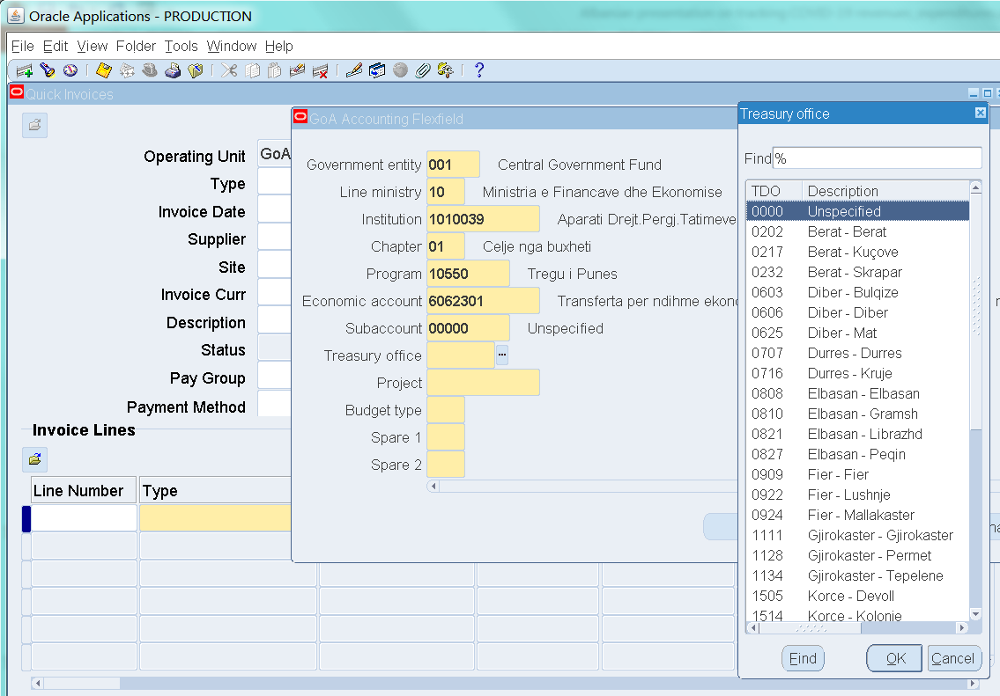 Oracle Applications - PRODUCTION
File Edit View Folder Tools Window Help
Quick Invoices
Operating Unit GoA
Type
Invoice Date
Supplier
Site
Invoice Curr
Description
Status
Pay Group
Payment Method
Invoice Lines
Line Number Type
GoA Accounting Flexfield
Government entity 001 Central Government Fund
Line ministry 10 Ministria e Financave dhe Ekonomise
Institution 1010039 Aparati Drejt.Pergj.Tatimeve
Chapter 01 Celje nga buxheti
Program 10550 Tregu i Punes
Economic account 6062301 Transferta per ndihme
Subaccount 00000 Unspecified
Treasury office ...
Project
Budget type
Spare 1
Spare 2
Treasury office
Find %
TDO Description
0000 Unspecified
0202 Berat - Berat
0217 Berat - Kuçove
0232 Berat - Skrapar
0603 Diber - Bulqize
0606 Diber - Diber
0625 Diber - Mat
0707 Durres - Durres
0716 Durres - Kruje
0808 Elbasan - Elbasan
0810 Elbasan - Gramsh
0821 Elbasan - Librazhd
0827 Elbasan - Peqin
0909 Fier - Fier
0922 Fier - Lushnje
0924 Fier - Mallakaster
1111 Gjirokaster - Gjirokaster
1128 Gjirokaster - Permet
1134 Gjirokaster - Tepelene
1505 Korce - Devoll
1514 Korce - Kolonie
Find OK Cancel